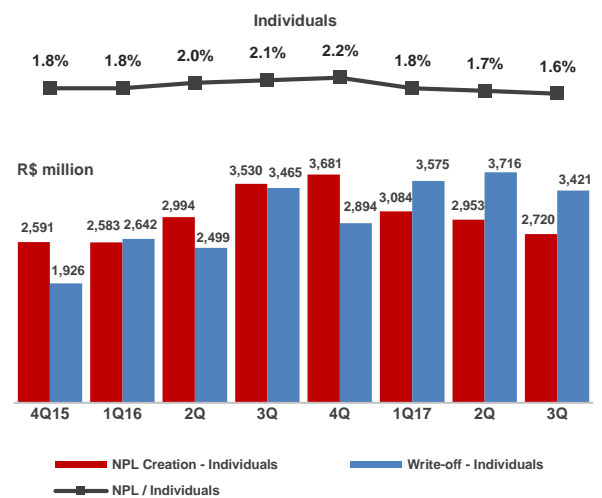 Individuals
1.8% 1.8% 2.0% 2.1% 2.2% 1.8% 1.7% 1.6%
R$ million
2,591 1,926 2,583 2,642 2,994 2,499 3,530 3,465 3,681 2,894 3,084 3,575 2,953 3,716 2,720 3,421
4Q15 1Q16 2Q 3Q 4Q 1Q17 2Q 3Q
NPL Creation - Individuals Write-off - Individuals
NPL / Individuals